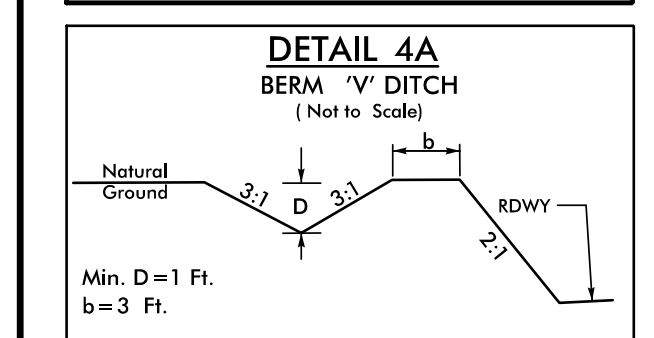 DETAIL 4A
BERM 'V' DITCH
( Not to Scale)
b
Natural
Ground
3:1
D
3:1
RDWY
2:1
Min. D=1 Ft.
b=3 Ft.